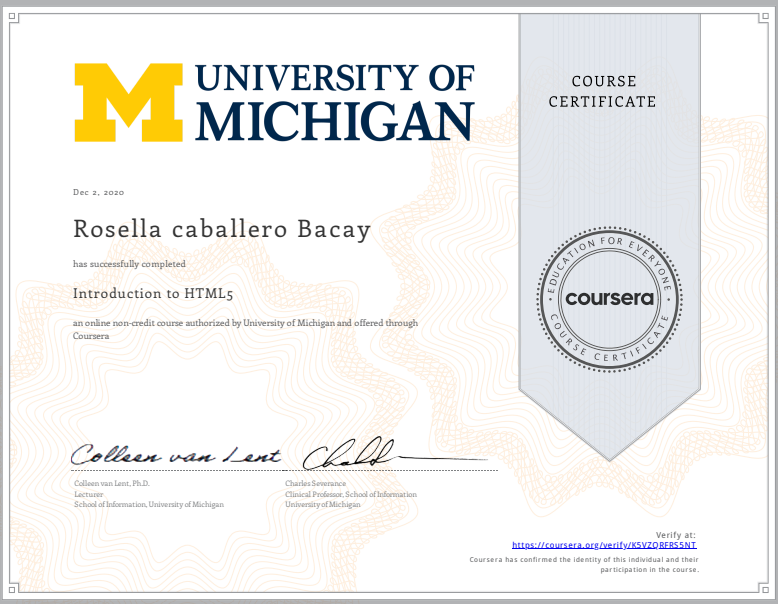 M UNIVERSITY OF
MICHIGAN
COURSE
CERTIFICATE
Dec 2, 2020
Rosella caballero Bacay
has successfully completed
Introduction to HTML5
an online non-credit course authorized by University of Michigan and offered through
Coursera
EDUCATION FOR EVERYONE
coursera
COURSE CERTIFICATE
Colleen van Lent
Colleen van Lent, Ph.D.
Lecturer
School of Information, University of Michigan
Charles Severance
Clinical Professor, School of Information
University of Michigan
Verify at:
https://coursera.org/verify/K5VZQRFRS5NT
Coursera has confirmed the identity of this individual and their
participation in the course.